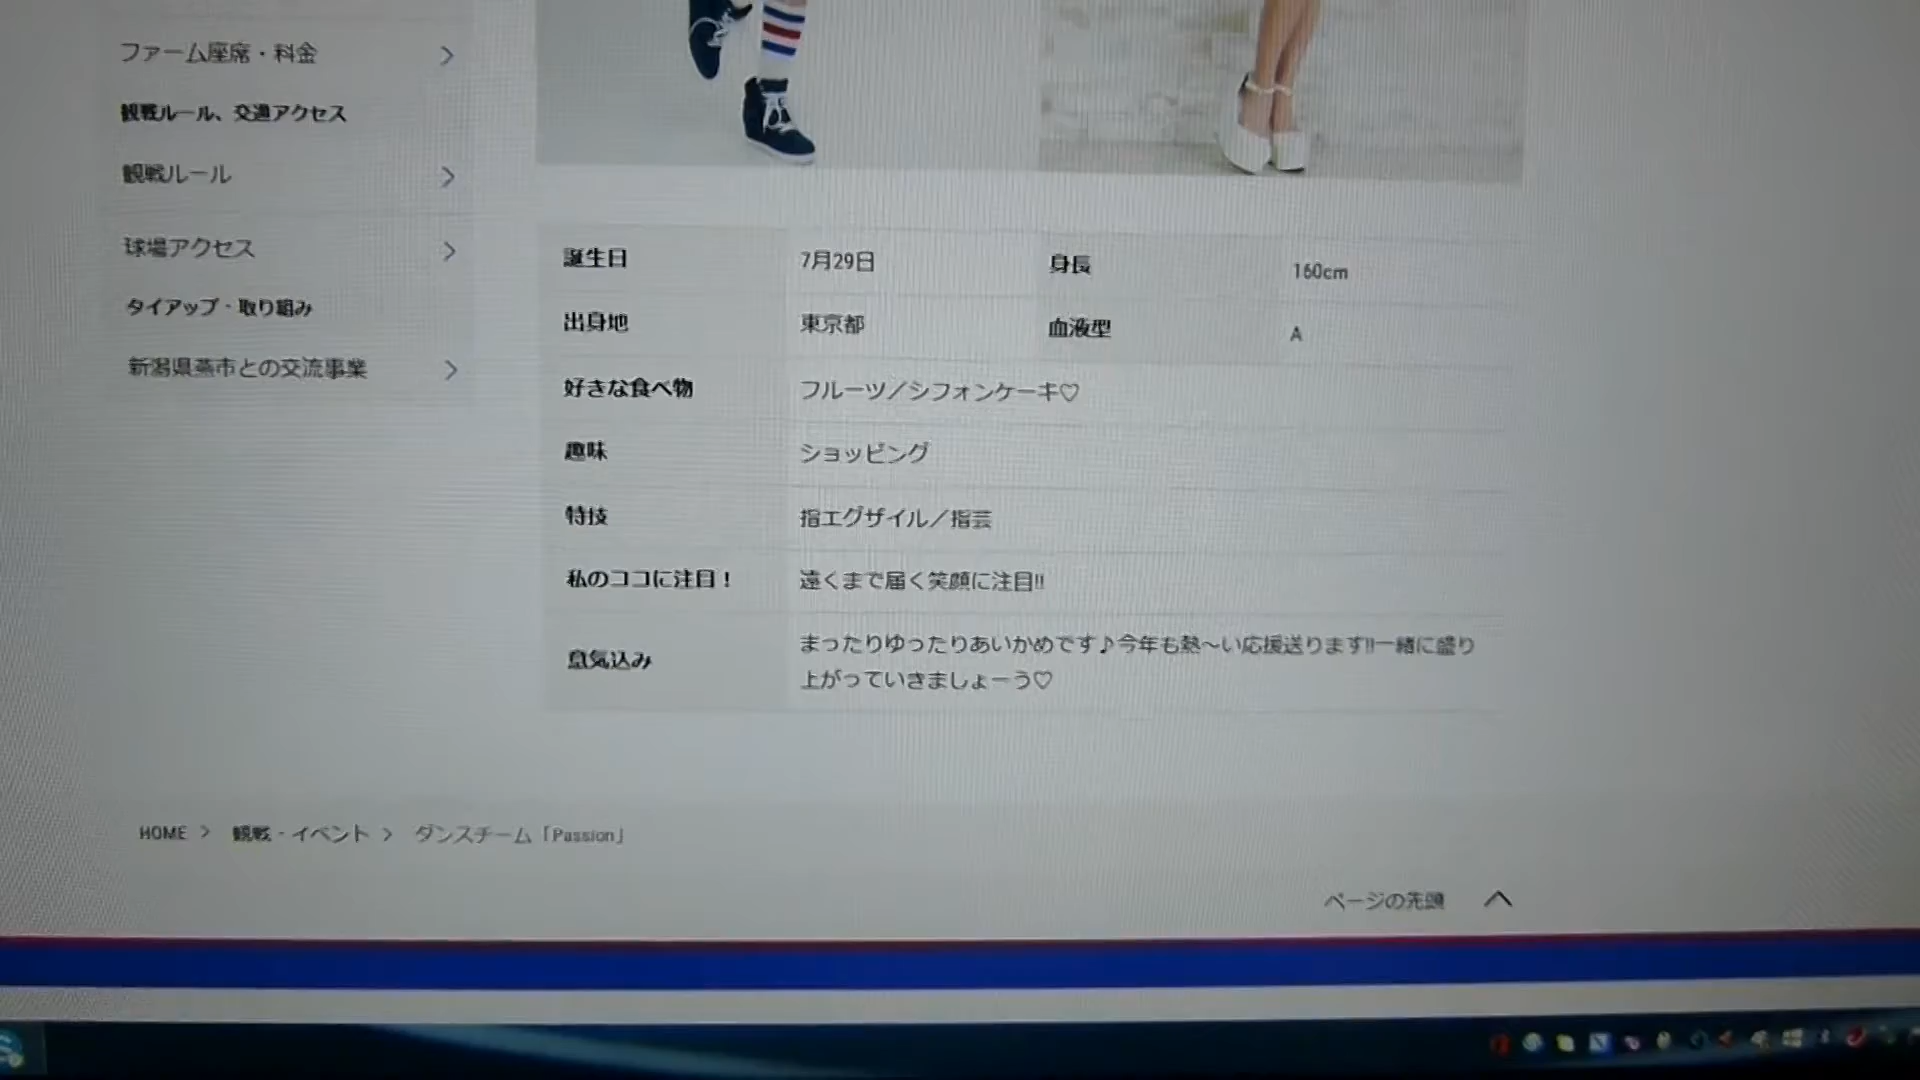 ファーム座席・料金
観戦ルール、交通アクセス
観戦ルール
球場アクセス
タイアップ・取り組み
新潟県燕市との交流事業
誕生日 7月29日 身長 160cm
出身地 東京都 血液型 A
好きな食べ物 フルーツ／シフォンケーキ♡
趣味 ショッピング
特技 指エグザイル／指芸
私のココに注目！ 遠くまで届く笑顔に注目!!
意気込み まったりゆったりあいかめです♪今年も熱～い応援送ります!!一緒に盛り
上がっていきましょーう♡
HOME > 観戦・イベント > ダンスチーム「Passion」
ページの先頭